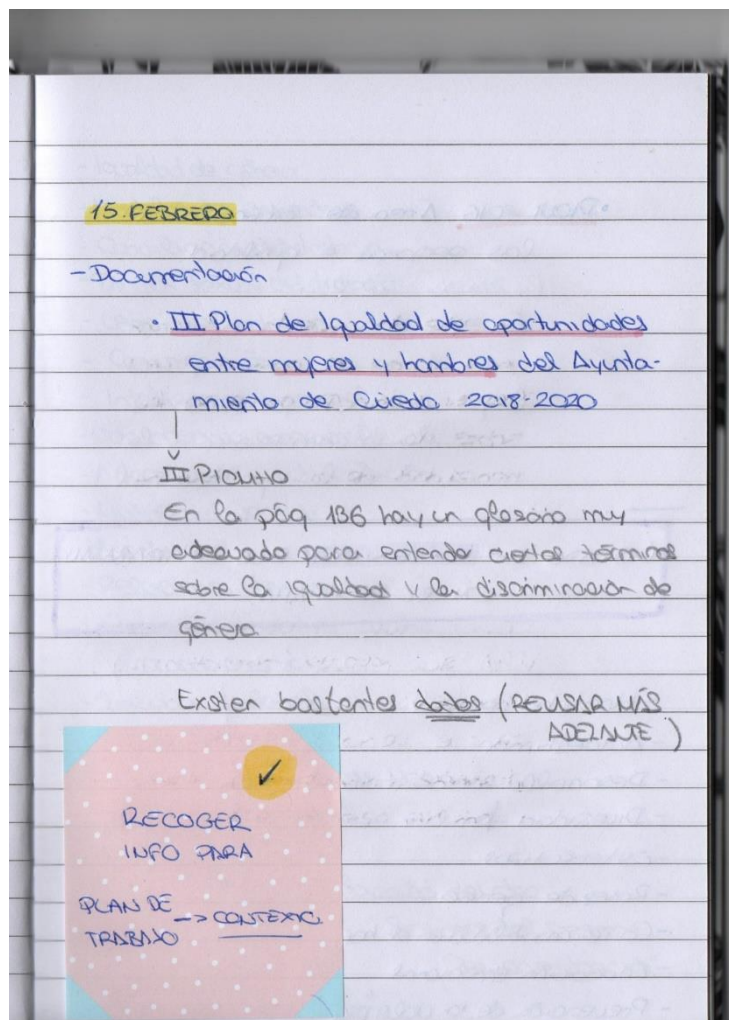 15. FEBRERO
- Documentación
• III Plan de Igualdad de oportunidades
entre mujeres y hombres del Ayunta-
miento de Oviedo 2018-2020
III PIOMHO
En la pág 136 hay un glosario muy
adecuado para entender ciertos términos
sobre la igualdad y la discriminación de
género
Existen bastantes datos (REVISAR MÁS
ADELANTE)
✓
RECOGER
INFO PARA
PLAN DE
TRABAJO -> CONTEXTO.